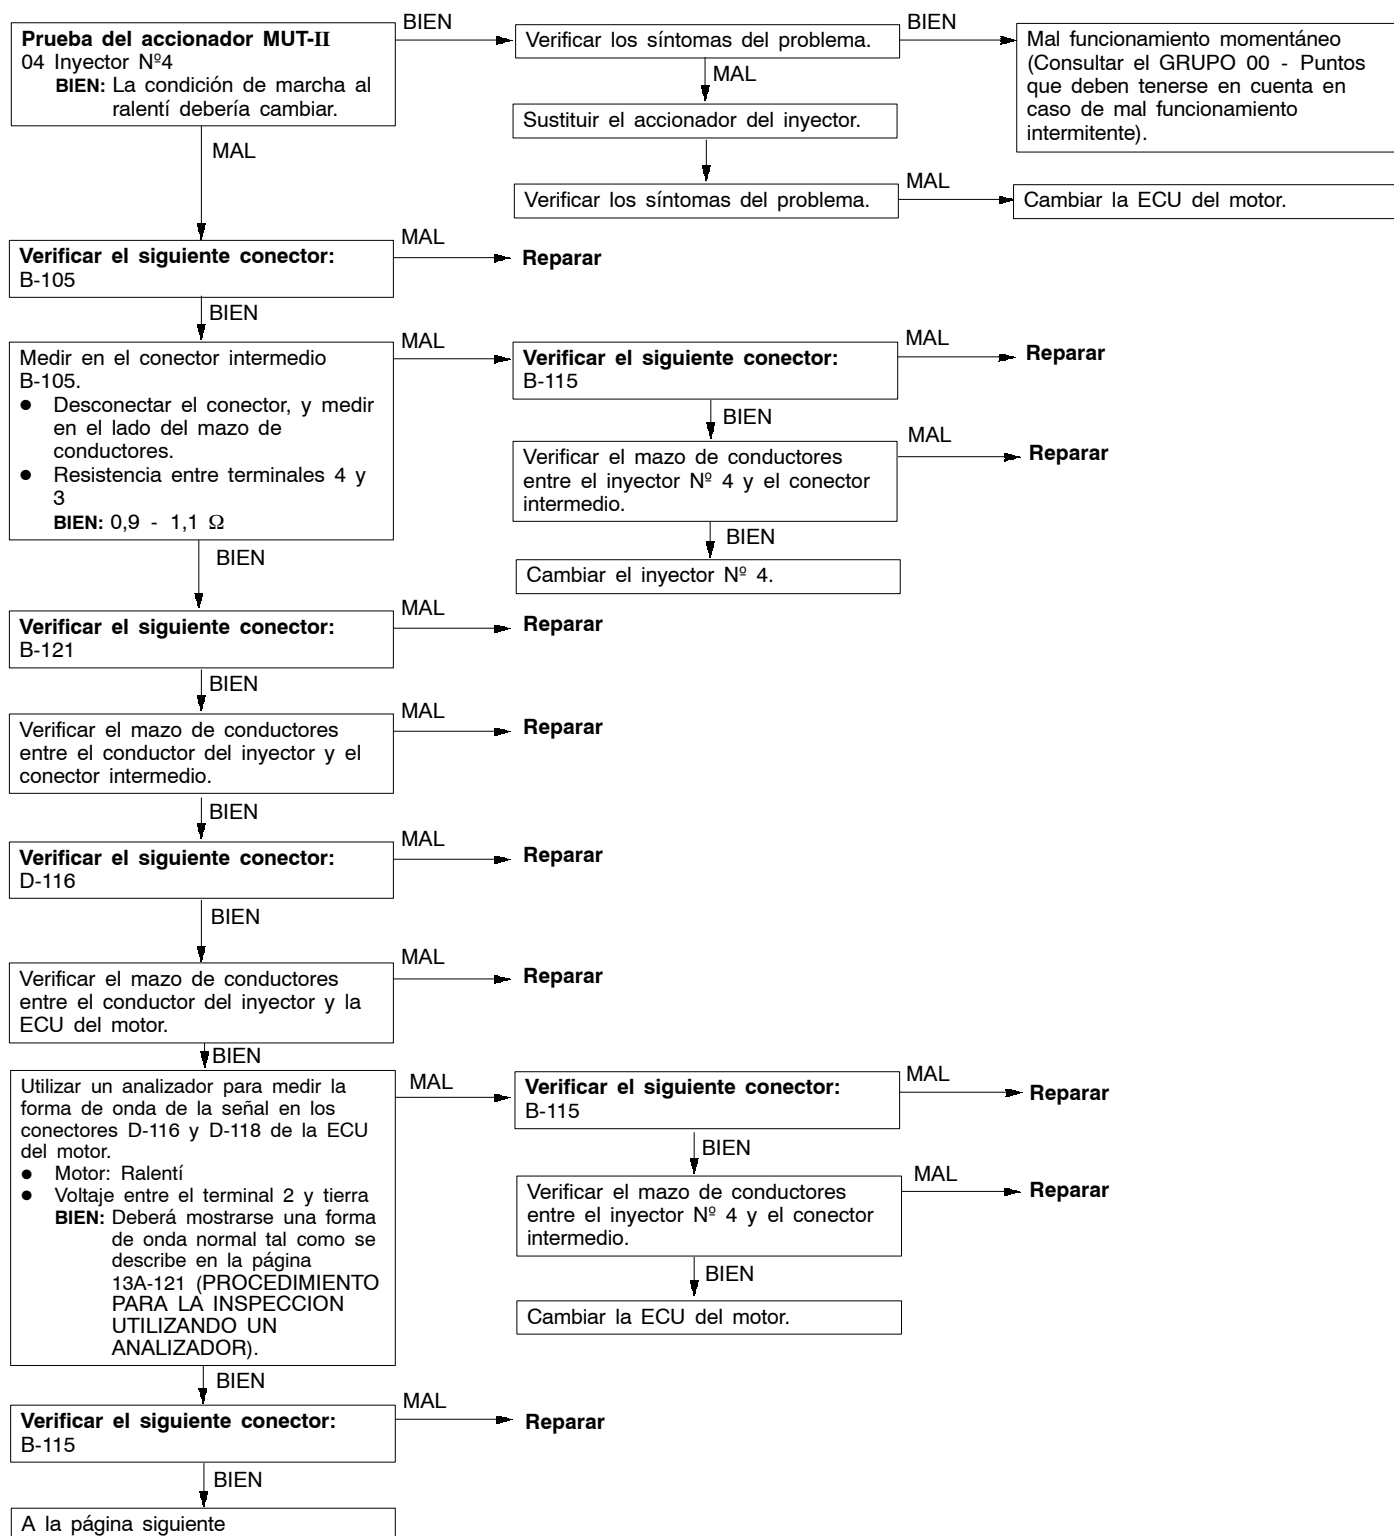 Prueba del accionador MUT-II
04 Inyector Nº4
BIEN: La condición de marcha al
ralentí debería cambiar.
BIEN
Verificar los síntomas del problema.
BIEN
Mal funcionamiento momentáneo
(Consultar el GRUPO 00 - Puntos
que deben tenerse en cuenta en
caso de mal funcionamiento
intermitente).
MAL
Sustituir el accionador del inyector.
MAL
Verificar los síntomas del problema.
MAL
Cambiar la ECU del motor.
Verificar el siguiente conector:
B-105
MAL
Reparar
BIEN
Medir en el conector intermedio
B-105.
● Desconectar el conector, y medir
en el lado del mazo de
conductores.
● Resistencia entre terminales 4 y
3
BIEN: 0,9 - 1,1 Ω
MAL
Verificar el siguiente conector:
B-115
MAL
Reparar
BIEN
Verificar el mazo de conductores
entre el inyector Nº 4 y el conector
intermedio.
MAL
Reparar
BIEN
Cambiar el inyector Nº 4.
BIEN
Verificar el siguiente conector:
B-121
MAL
Reparar
BIEN
Verificar el mazo de conductores
entre el conductor del inyector y el
conector intermedio.
MAL
Reparar
BIEN
Verificar el siguiente conector:
D-116
MAL
Reparar
BIEN
Verificar el mazo de conductores
entre el conductor del inyector y la
ECU del motor.
MAL
Reparar
BIEN
Utilizar un analizador para medir la
forma de onda de la señal en los
conectores D-116 y D-118 de la ECU
del motor.
● Motor: Ralentí
● Voltaje entre el terminal 2 y tierra
BIEN: Deberá mostrarse una forma
de onda normal tal como se
describe en la página
13A-121 (PROCEDIMIENTO
PARA LA INSPECCION
UTILIZANDO UN
ANALIZADOR).
MAL
Verificar el siguiente conector:
B-115
MAL
Reparar
BIEN
Verificar el mazo de conductores
entre el inyector Nº 4 y el conector
intermedio.
MAL
Reparar
BIEN
Cambiar la ECU del motor.
BIEN
Verificar el siguiente conector:
B-115
MAL
Reparar
BIEN
A la página siguiente